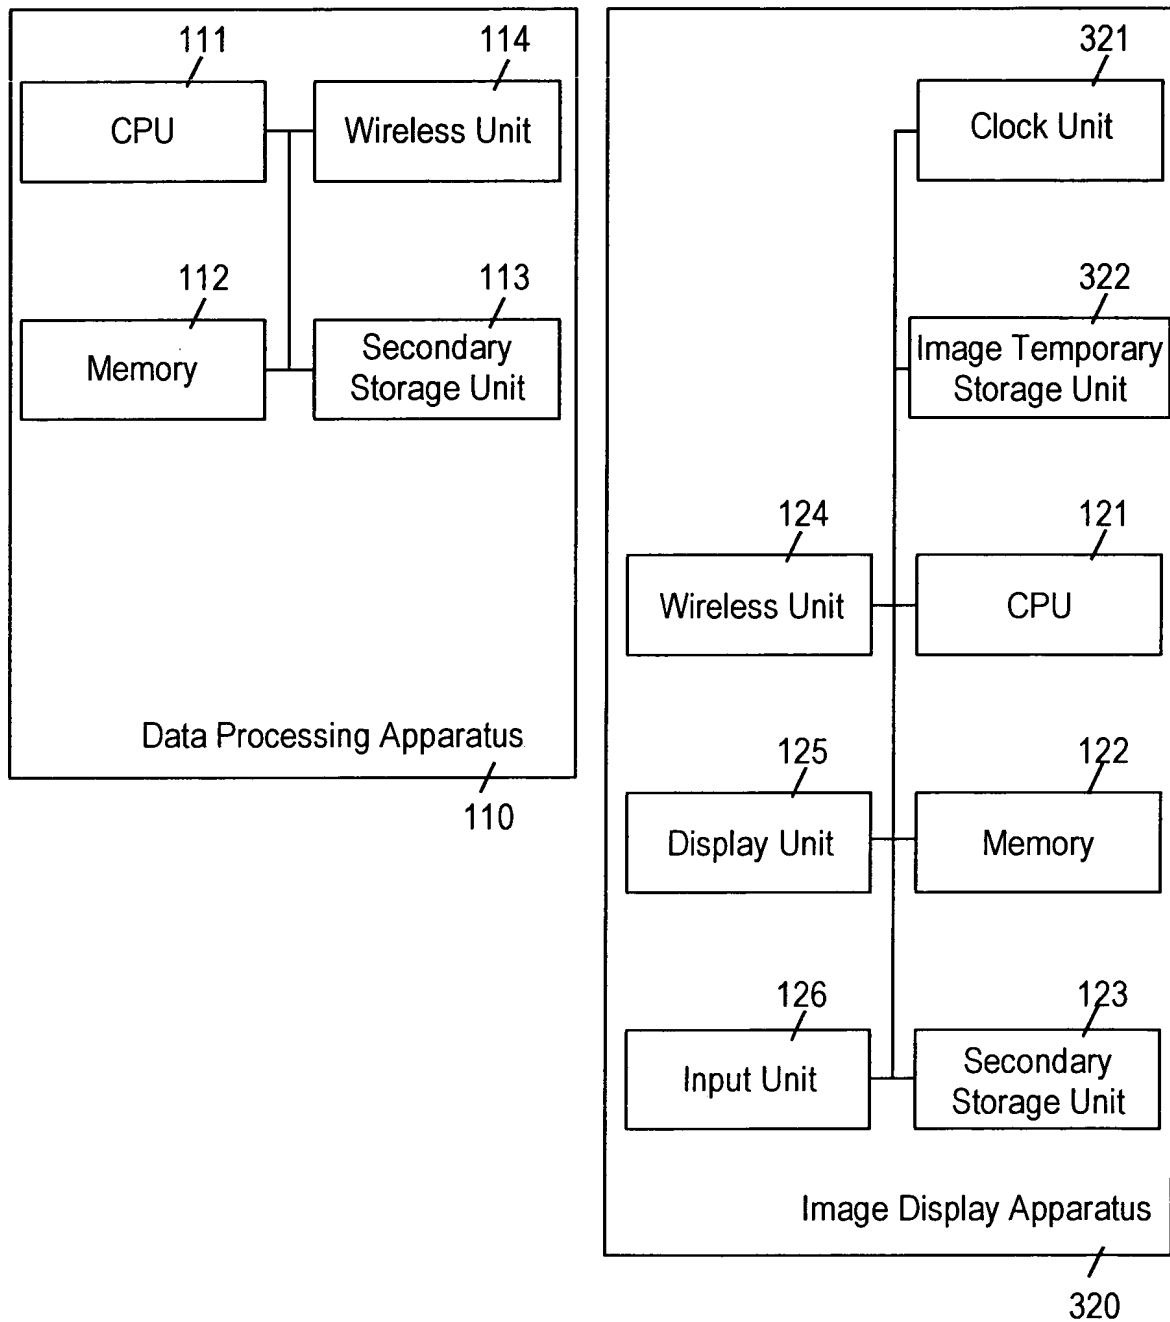 111
CPU
114
Wireless Unit
112
Memory
113
Secondary
Storage Unit
Data Processing Apparatus
110
321
Clock Unit
322
Image Temporary
Storage Unit
124
Wireless Unit
121
CPU
125
Display Unit
122
Memory
126
Input Unit
123
Secondary
Storage Unit
Image Display Apparatus
320